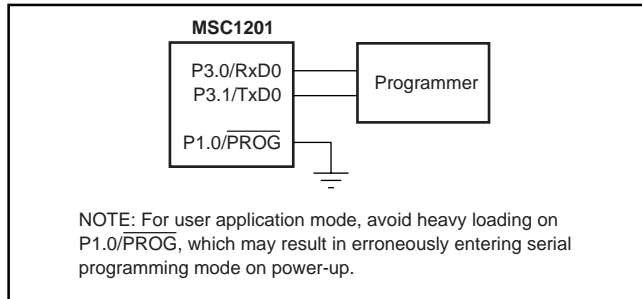 MSC1201
P3.0/RxD0
P3.1/TxD0
Programmer
P1.0/PROG
NOTE: For user application mode, avoid heavy loading on
P1.0/PROG, which may result in erroneously entering serial
programming mode on power-up.